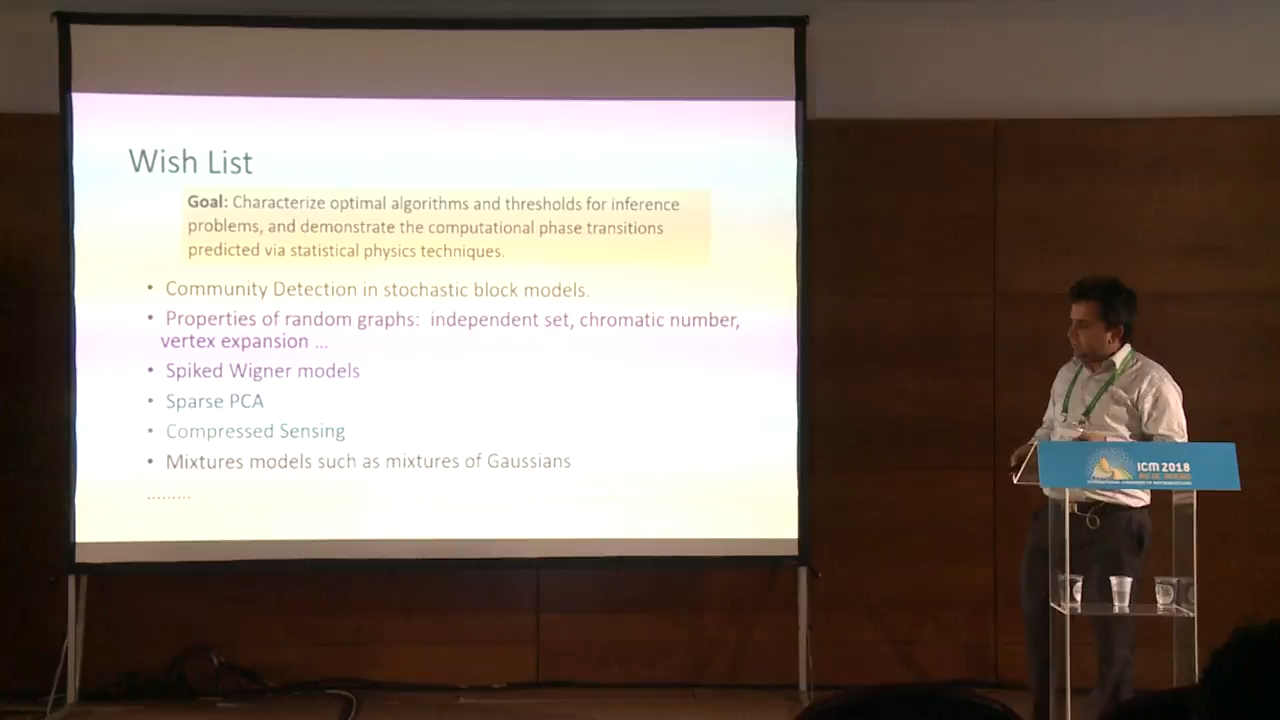 Wish List
Goal: Characterize optimal algorithms and thresholds for inference
problems, and demonstrate the computational phase transitions
predicted via statistical physics techniques.
• Community Detection in stochastic block models.
• Properties of random graphs: independent set, chromatic number,
vertex expansion ...
• Spiked Wigner models
• Sparse PCA
• Compressed Sensing
• Mixtures models such as mixtures of Gaussians
.........
ICM 2018